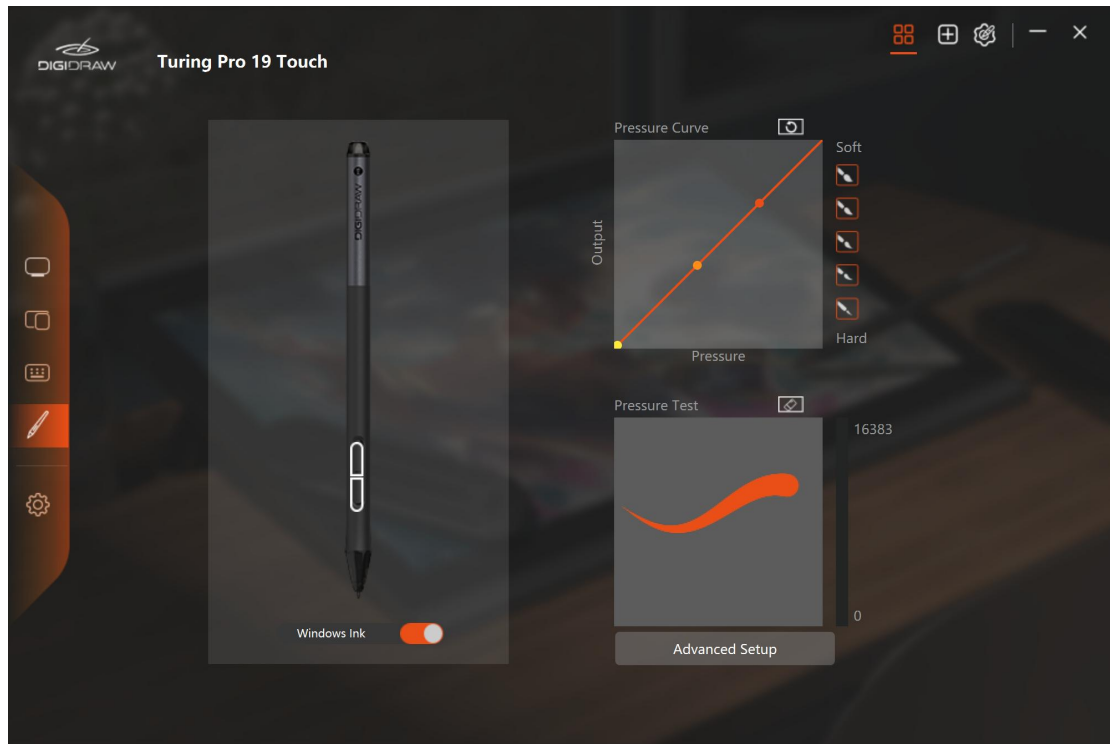 DIGIDRAW
Turing Pro 19 Touch
DIGIDRAW
Windows Ink
Pressure Curve
Output
Pressure
Soft
Hard
Pressure Test
16383
0
Advanced Setup